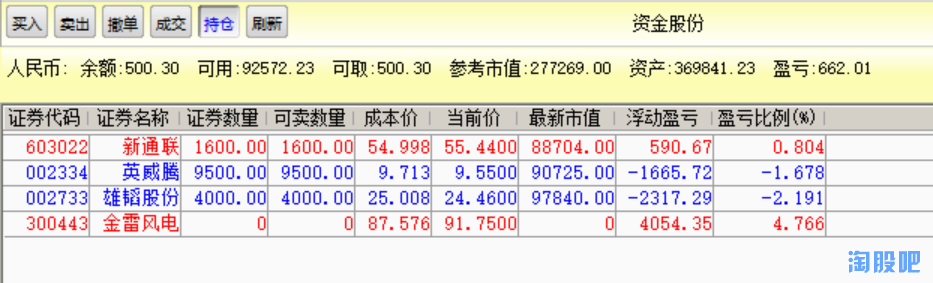 买入 卖出 撤单 成交 持仓 刷新 资金股份
人民币: 余额:500.30 可用:92572.23 可取:500.30 参考市值:277269.00 资产:369841.23 盈亏:662.01
证券代码 证券名称 证券数量 可卖数量 成本价 当前价 最新市值 浮动盈亏 盈亏比例(%)
603022 新通联 1600.00 1600.00 54.998 55.4400 88704.00 590.67 0.804
002334 英威腾 9500.00 9500.00 9.713 9.5500 90725.00 -1665.72 -1.678
002733 雄韬股份 4000.00 4000.00 25.008 24.4600 97840.00 -2317.29 -2.191
300443 金雷风电 0 0 87.576 91.7500 0 4054.35 4.766
淘股吧